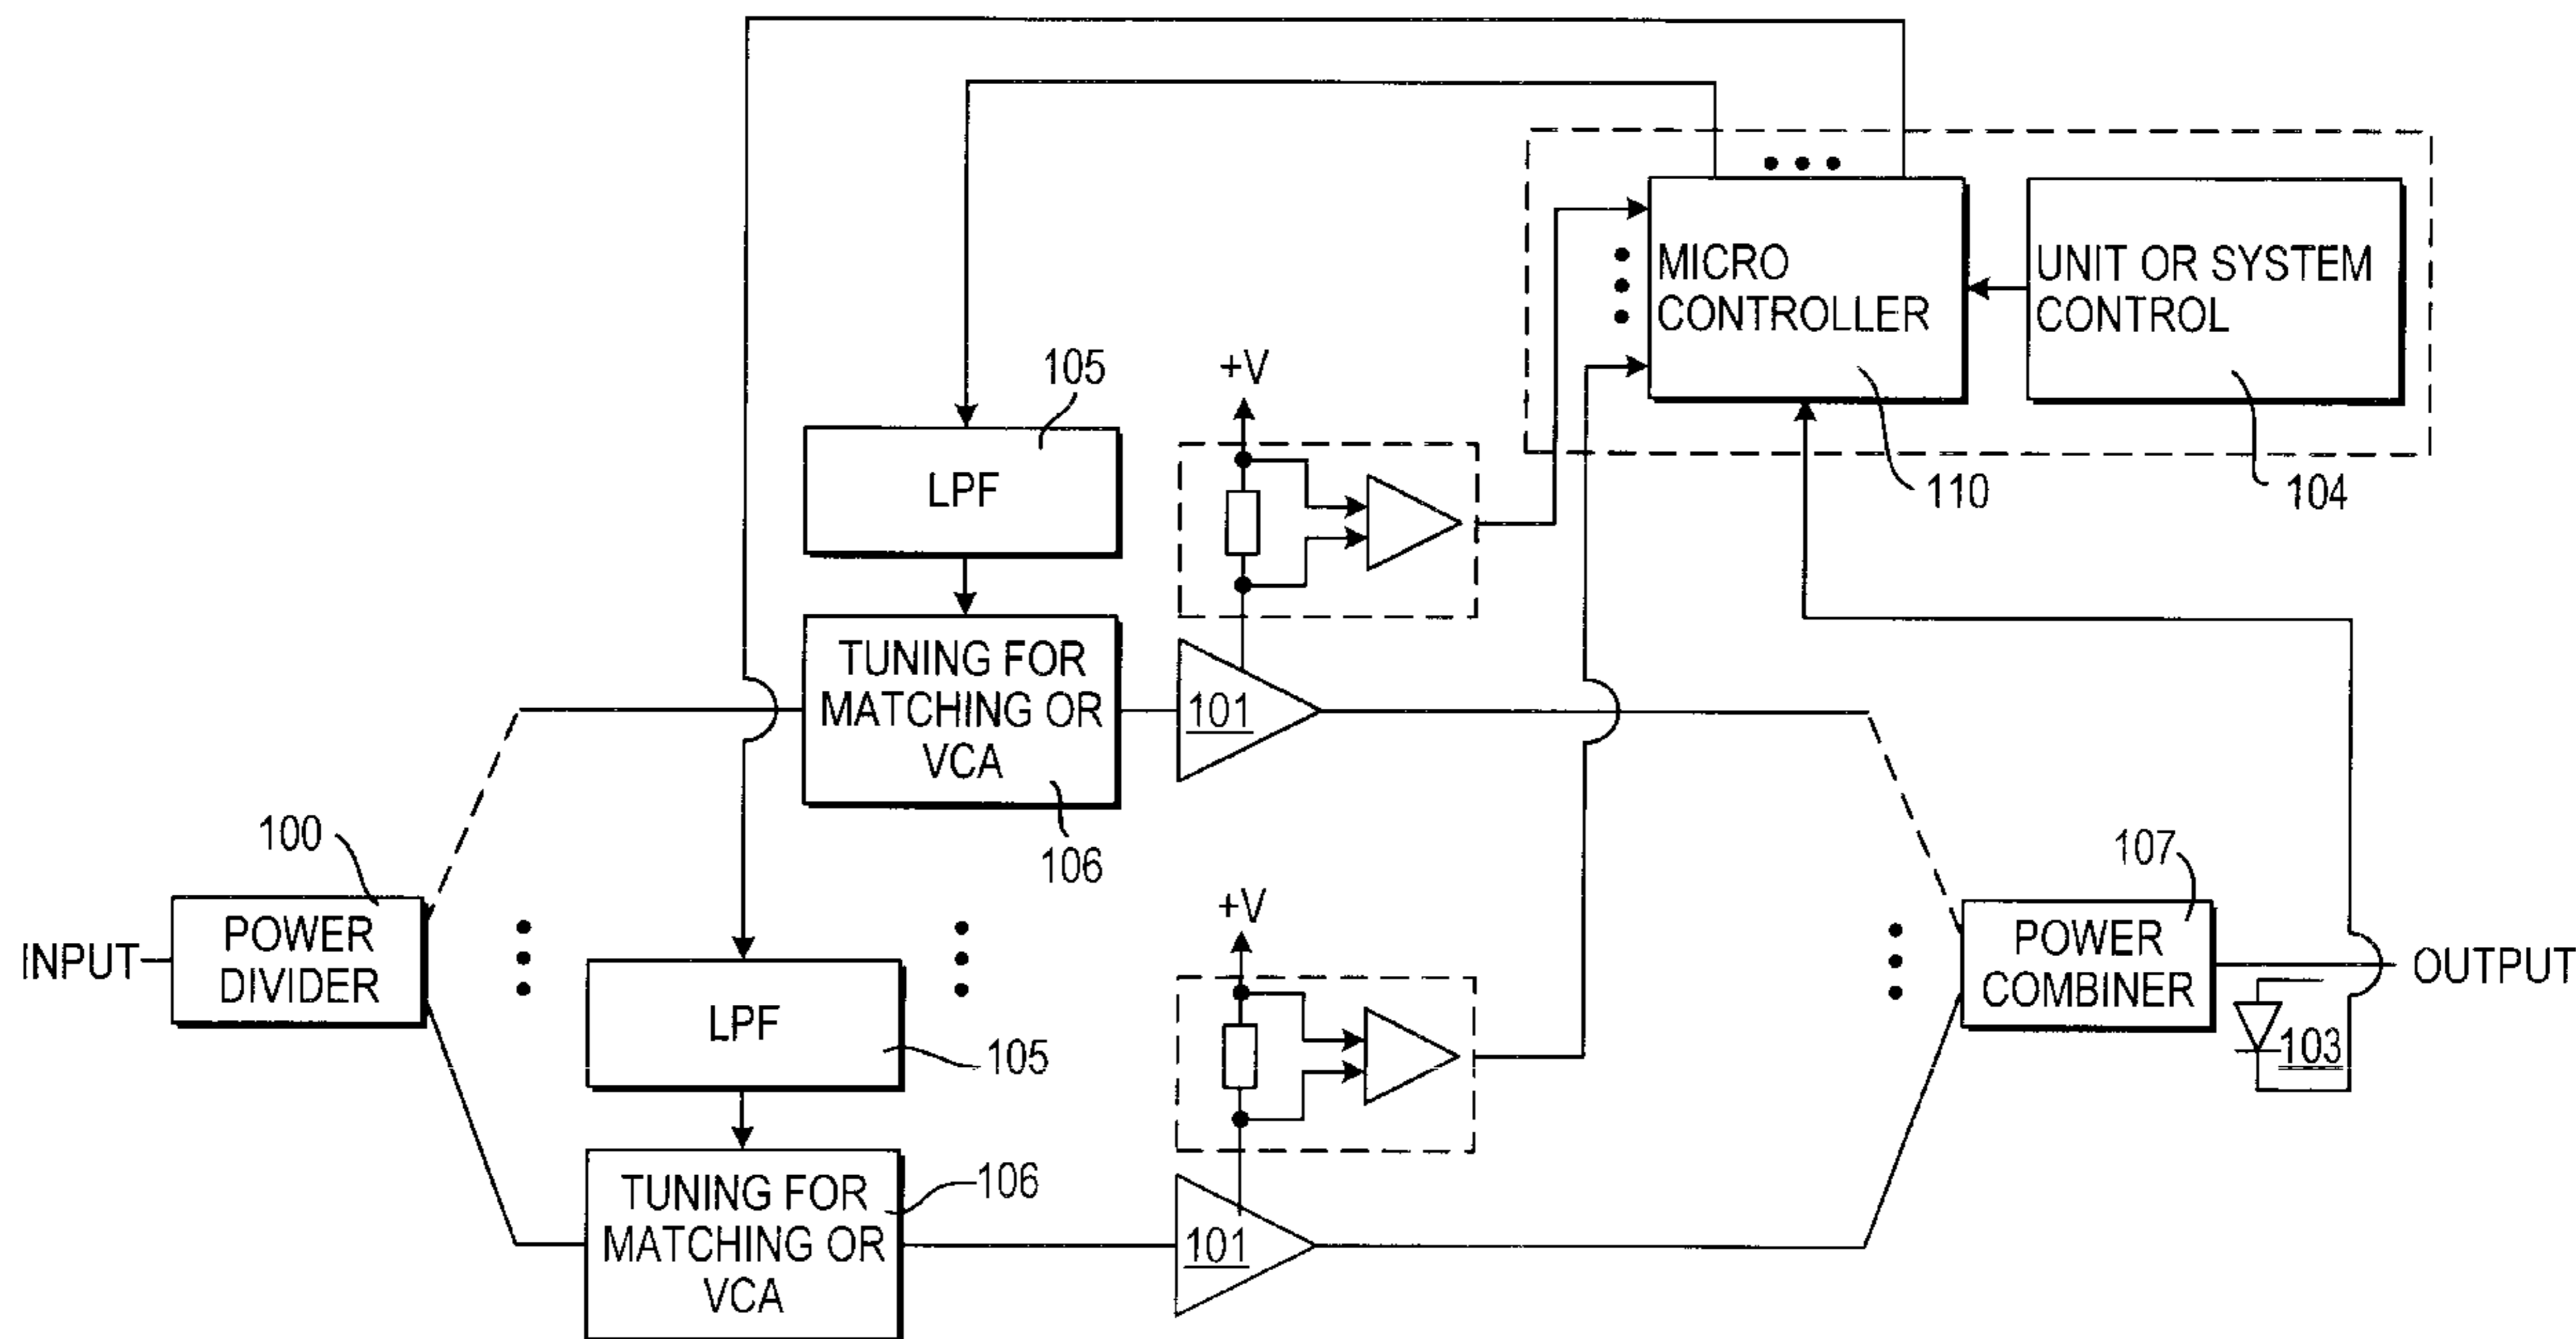 MICRO
CONTROLLER
UNIT OR SYSTEM
CONTROL
110
104
105
+V
LPF
TUNING FOR
MATCHING OR
VCA
106
101
100
INPUT
POWER
DIVIDER
LPF
105
+V
107
POWER
COMBINER
OUTPUT
103
TUNING FOR
MATCHING OR
VCA
106
101